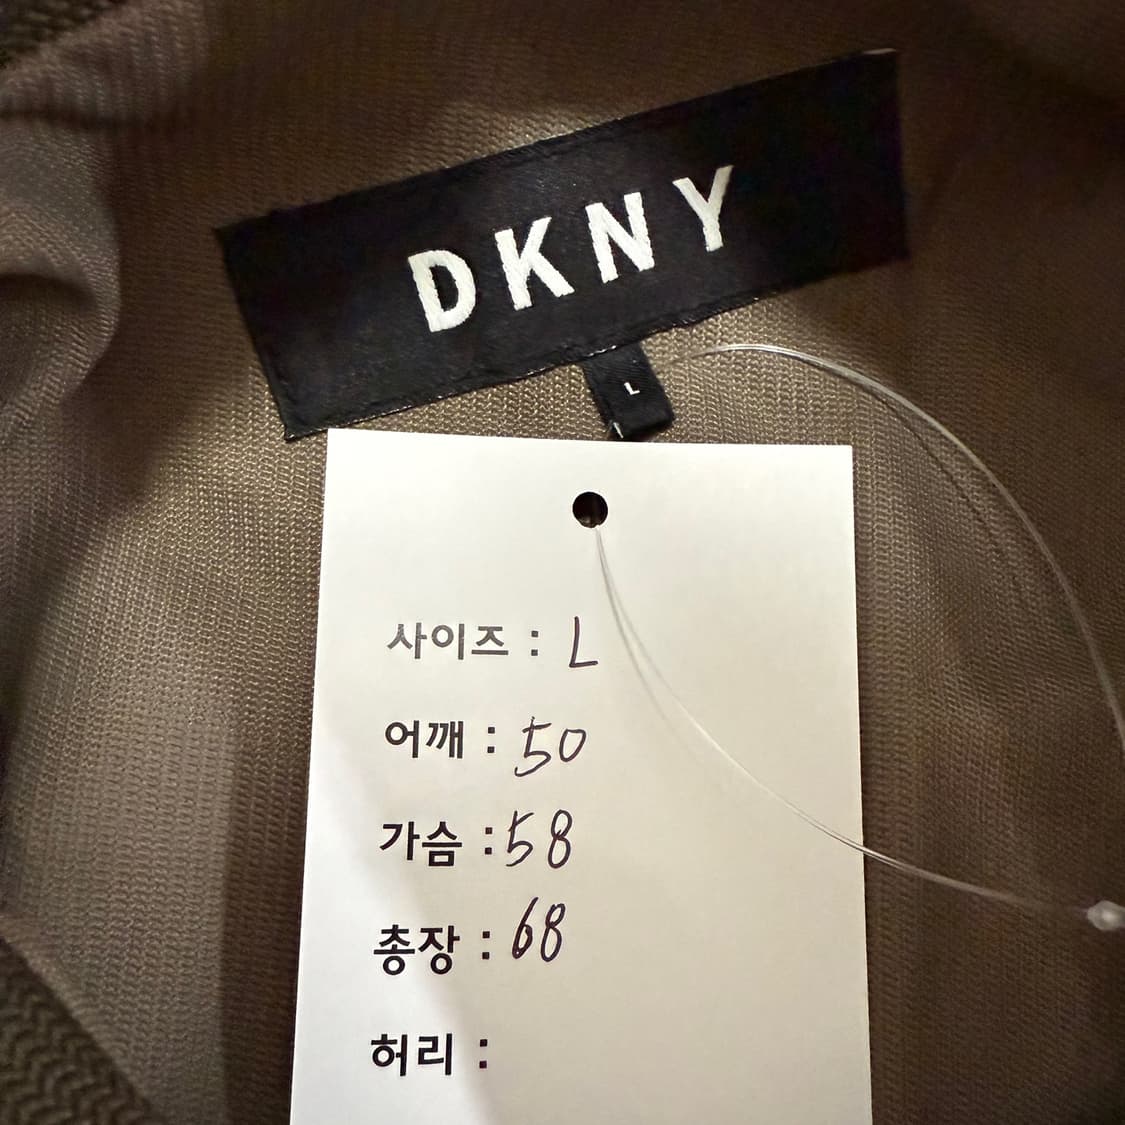 DKNY
L
사이즈 : L
어깨 : 50
가슴 : 58
총장 : 68
허리 :